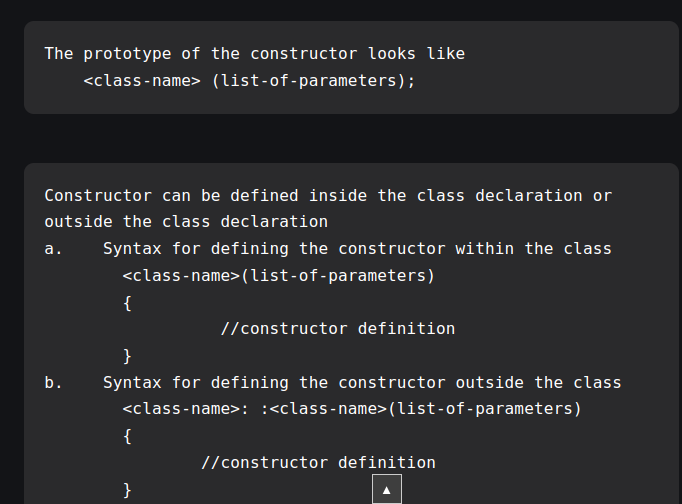 The prototype of the constructor looks like
<class-name> (list-of-parameters);
Constructor can be defined inside the class declaration or
outside the class declaration
a. Syntax for defining the constructor within the class
<class-name>(list-of-parameters)
{
//constructor definition
}
b. Syntax for defining the constructor outside the class
<class-name>: :<class-name>(list-of-parameters)
{
//constructor definition
}